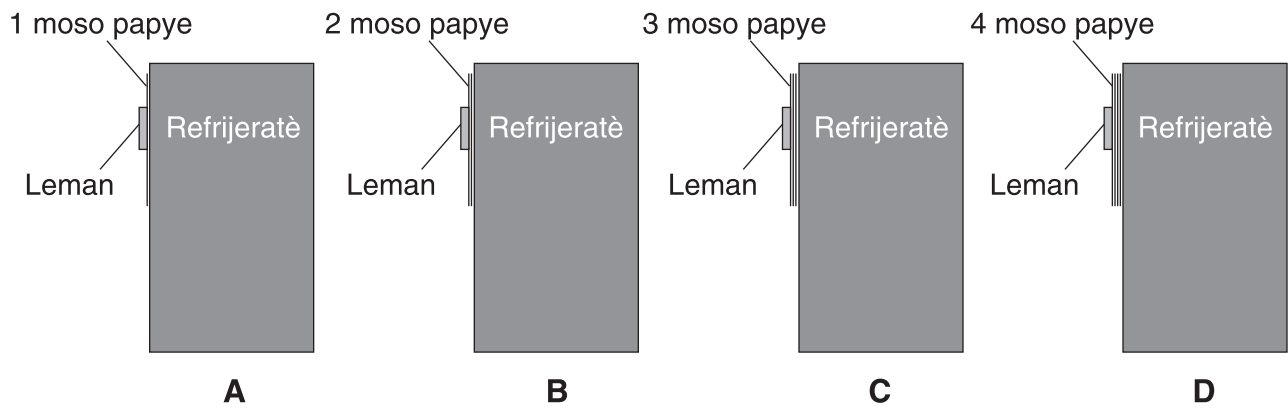 1 moso papye 2 moso papye 3 moso papye 4 moso papye
Refrijeratè Refrijeratè Refrijeratè Refrijeratè
Leman Leman Leman Leman
A B C D